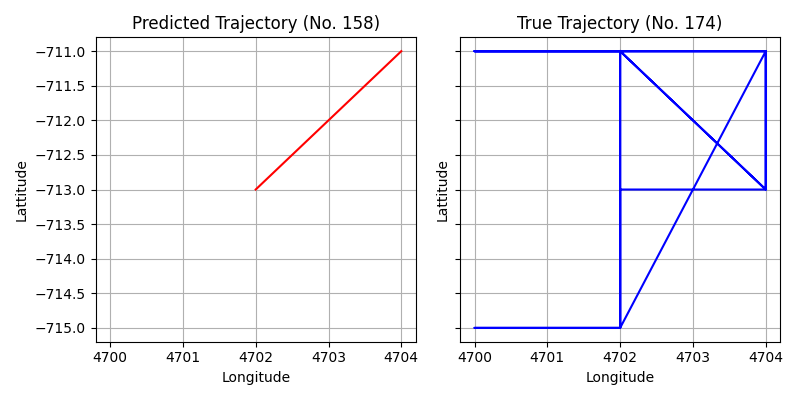 Predicted Trajectory (No. 158)
−711.0
−711.5
−712.0
−712.5
−713.0
−713.5
−714.0
−714.5
−715.0
Lattitude
4700 4701 4702 4703 4704
Longitude
True Trajectory (No. 174)
Lattitude
4700 4701 4702 4703 4704
Longitude